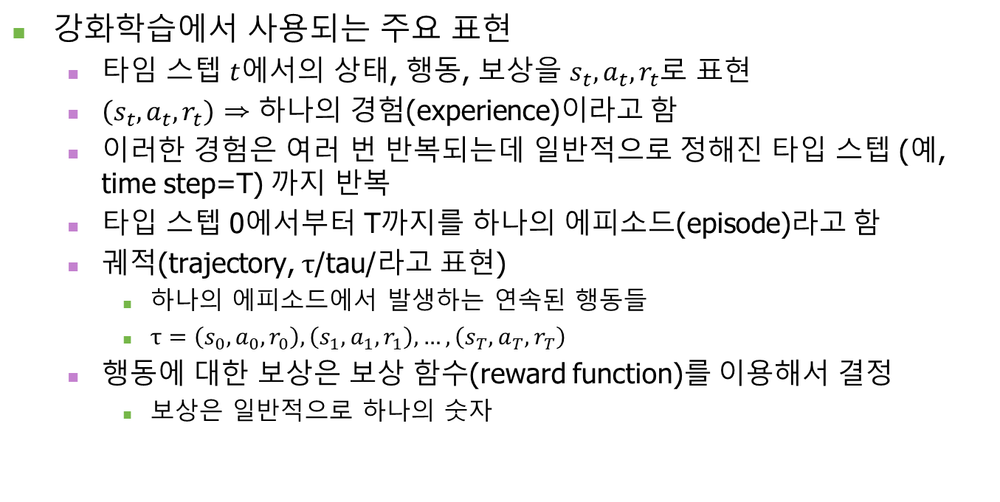 강화학습에서 사용되는 주요 표현
타임 스텝 t에서의 상태, 행동, 보상을 s_t, a_t, r_t로 표현
(s_t, a_t, r_t) ⇒ 하나의 경험(experience)이라고 함
이러한 경험은 여러 번 반복되는데 일반적으로 정해진 타입 스텝 (예,
time step=T) 까지 반복
타입 스텝 0에서부터 T까지를 하나의 에피소드(episode)라고 함
궤적(trajectory, τ/tau/라고 표현)
하나의 에피소드에서 발생하는 연속된 행동들
τ = (s_0, a_0, r_0), (s_1, a_1, r_1), … , (s_T, a_T, r_T)
행동에 대한 보상은 보상 함수(reward function)를 이용해서 결정
보상은 일반적으로 하나의 숫자